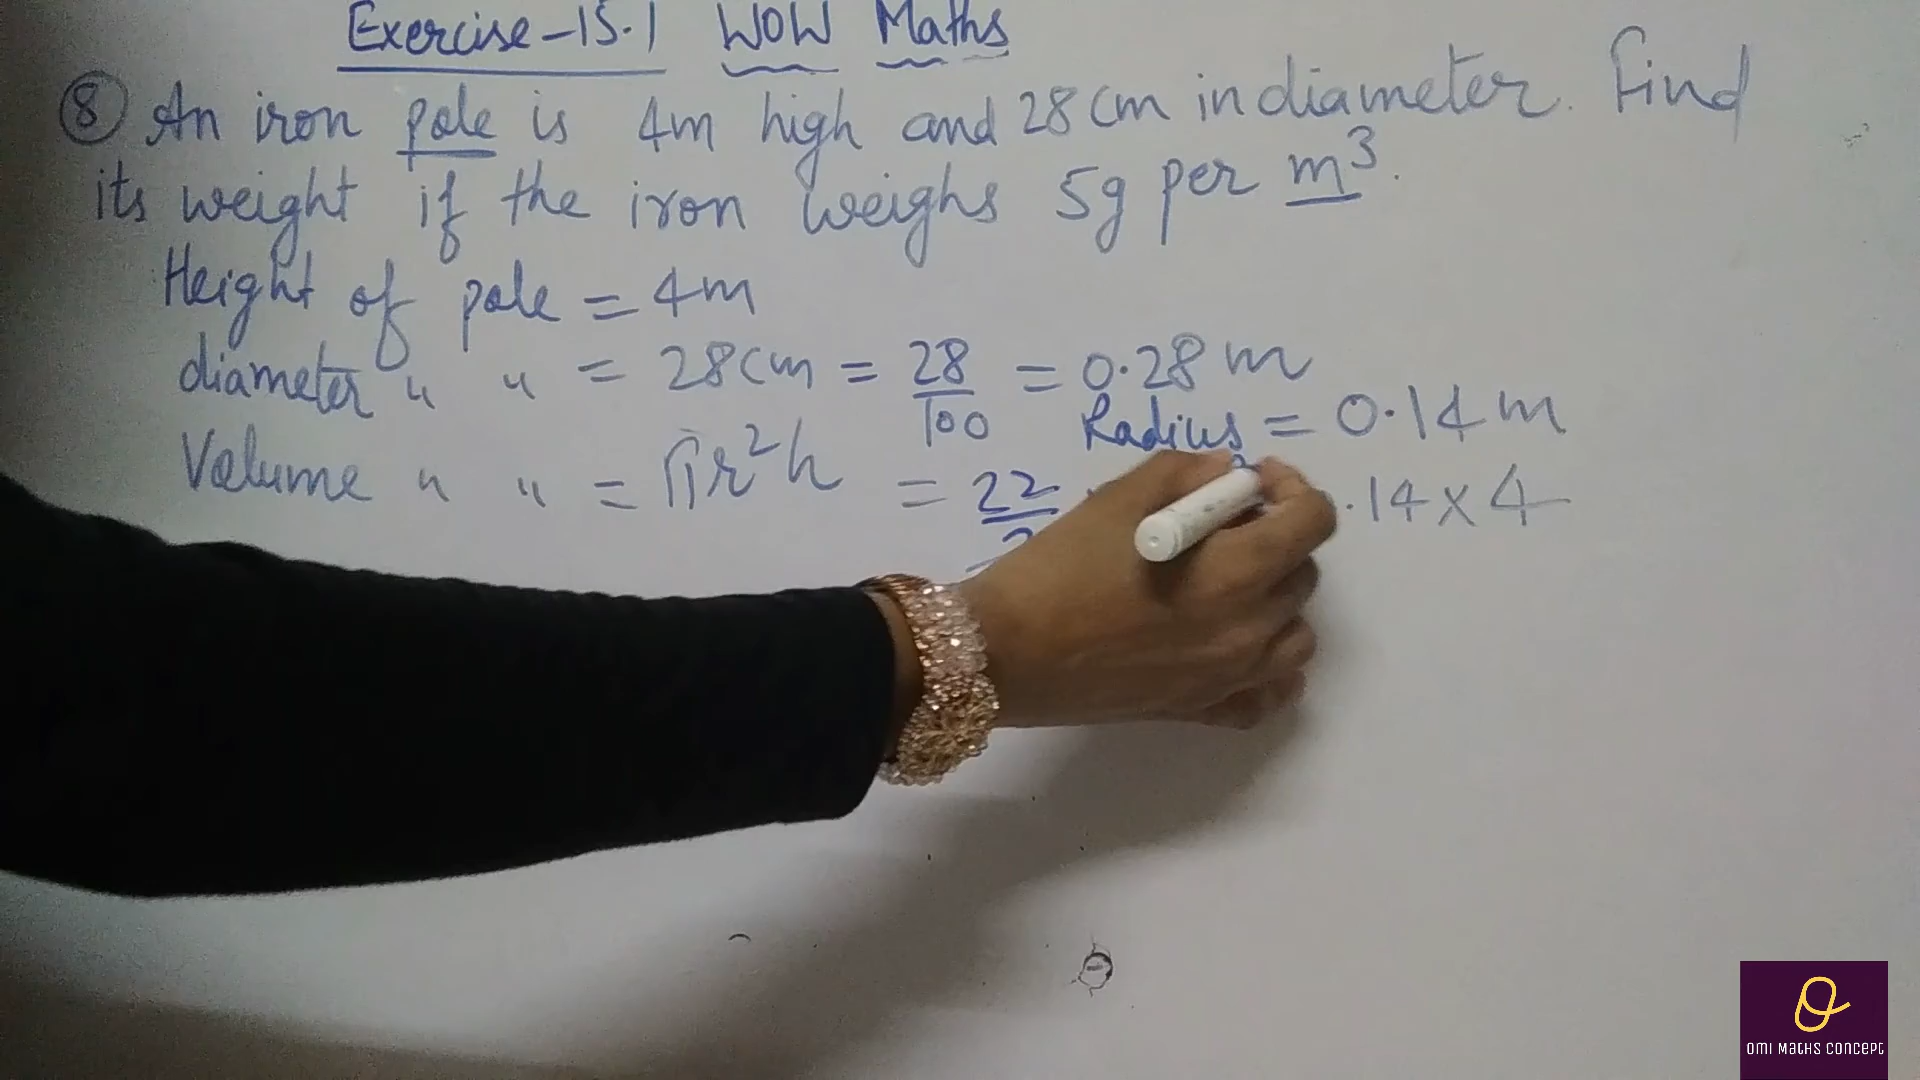 Exercise-15.1 WOW Maths
⑧ An iron pole is 4m high and 28cm in diameter. Find
its weight if the iron weighs 5g per m³.
Height of pole = 4m
diameter " " = 28cm = 28/100 = 0.28 m
Radius = 0.14 m
Volume " " = πr²h = 22 .14 x 4
OMI MATHS CONCEPT